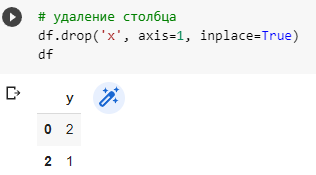 # удаление столбца
df.drop('x', axis=1, inplace=True)
df
y
0 2
2 1